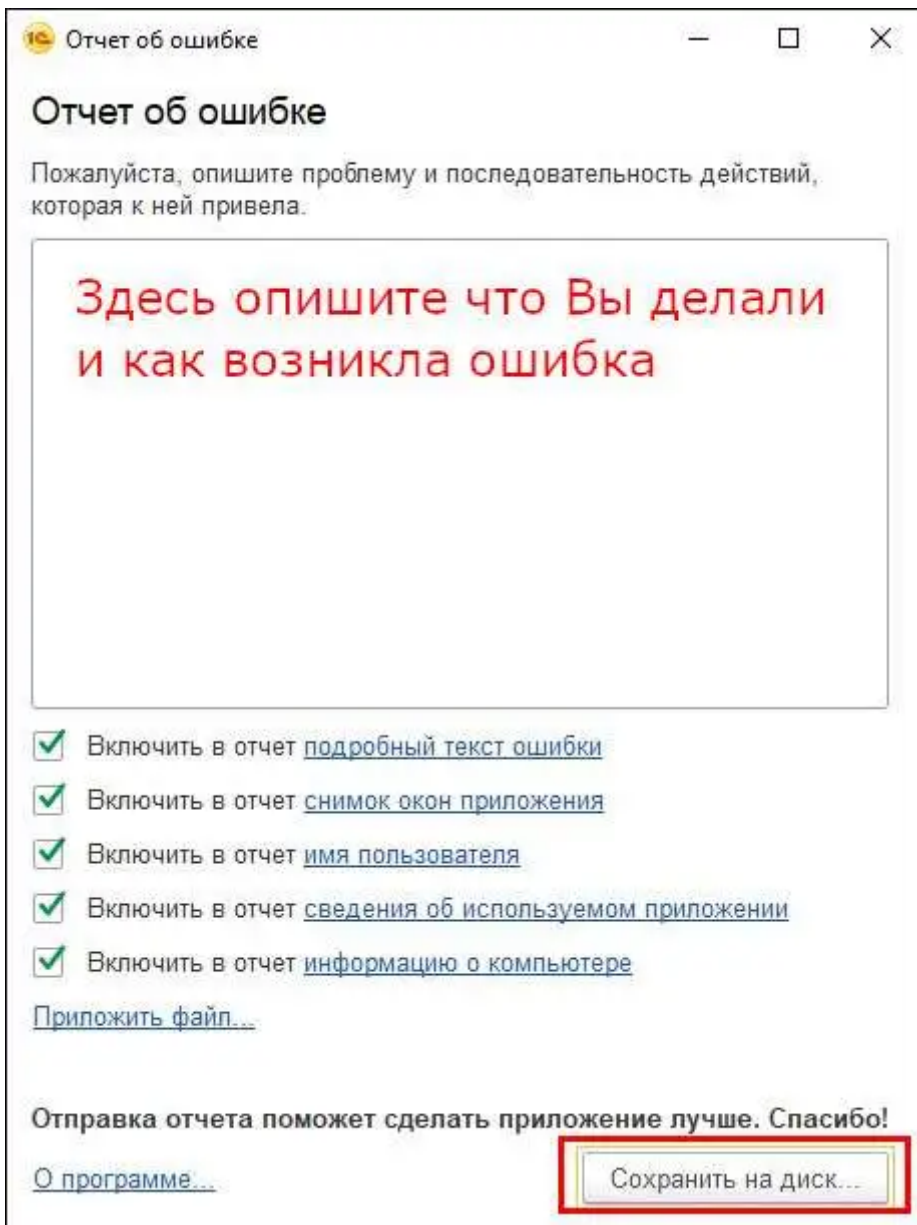 1С Отчет об ошибке
Отчет об ошибке
Пожалуйста, опишите проблему и последовательность действий,
которая к ней привела.
Здесь опишите что Вы делали
и как возникла ошибка
Включить в отчет подробный текст ошибки
Включить в отчет снимок окон приложения
Включить в отчет имя пользователя
Включить в отчет сведения об используемом приложении
Включить в отчет информацию о компьютере
Приложить файл...
Отправка отчета поможет сделать приложение лучше. Спасибо!
О программе... Сохранить на диск...